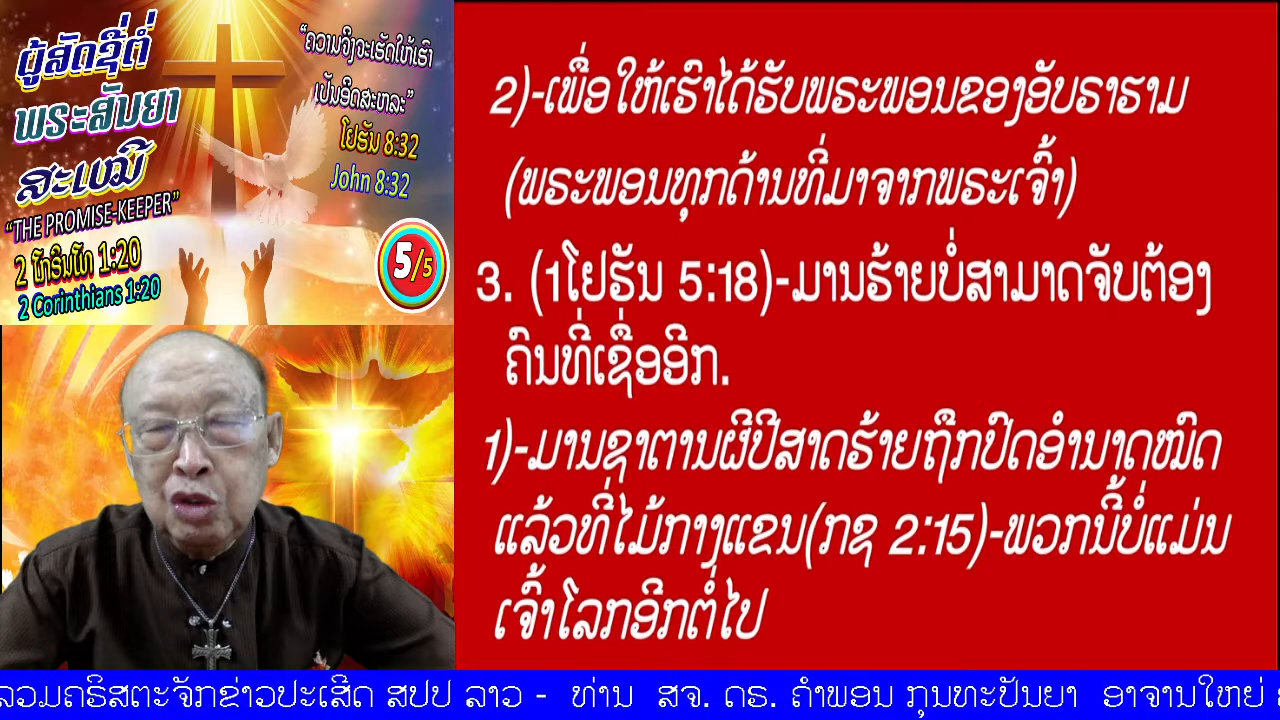 ຜູ້ສັດຊື່ຕໍ່
ພຣະສັນຍາ
ສະເໝີ
"THE PROMISE-KEEPER"
2 ໂກຣິນໂທ 1:20
2 Corinthians 1:20
"ຄວາມຈິງຈະເຮັດໃຫ້ເຮົາ
ເປັນອິດສະຫລະ"
ໂຢຮັນ 8:32
John 8:32
5/5
2)-ເພື່ອໃຫ້ເຮົາໄດ້ຮັບພຣະພອນຂອງອັບຣາຮາມ
(ພຣະພອນທຸກດ້ານທີ່ມາຈາກພຣະເຈົ້າ)
3. (1ໂຢຮັນ 5:18)-ມານຮ້າຍບໍ່ສາມາດຈັບຕ້ອງ
ຄົນທີ່ເຊື່ອອີກ.
1)-ມານຊາຕານຜີປີສາດຮ້າຍຖືກປົດອຳນາດໝົດ
ແລ້ວທີ່ໄມ້ກາງແຂນ(ກຊ 2:15)-ພວກນີ້ບໍ່ແມ່ນ
ເຈົ້າໂລກອີກຕໍ່ໄປ
ລວມຄຣິສຕະຈັກຂ່າວປະເສີດ ສປປ ລາວ - ທ່ານ ສຈ. ດຣ. ຄຳພອນ ກຸນທະປັນຍາ ອາຈານໃຫຍ່